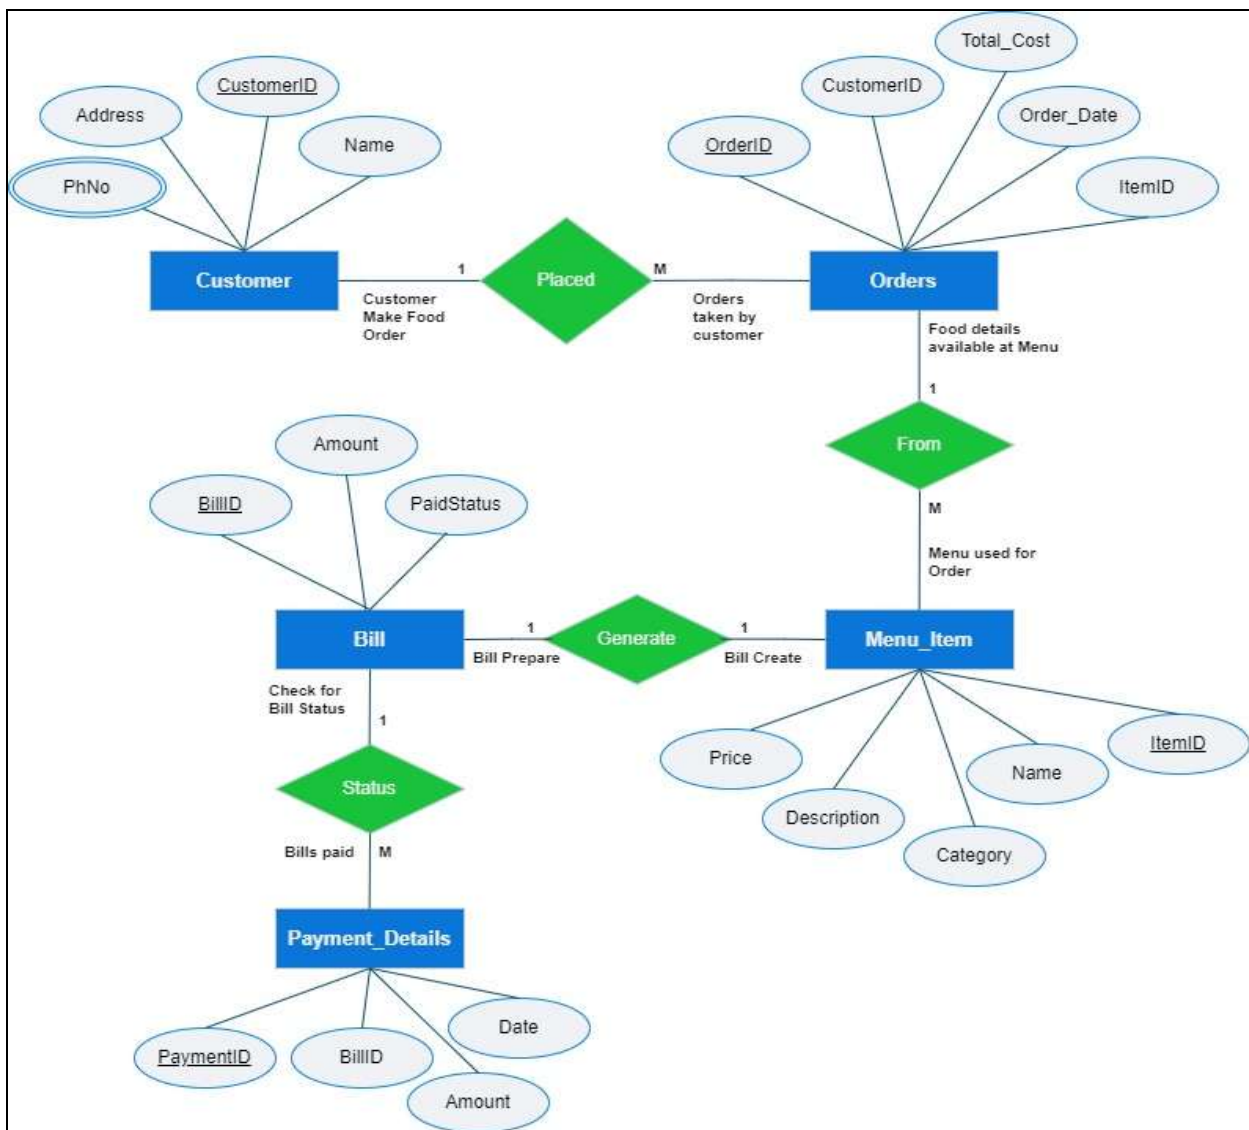 Total_Cost
CustomerID
CustomerID
Address
Order_Date
Name
OrderID
PhNo
ItemID
Customer
1
Placed
M
Orders
Customer
Make Food
Order
Orders
taken by
customer
Food details
available at Menu
1
From
M
Menu used for
Order
Amount
BillID
PaidStatus
Bill
1
Bill Prepare
Generate
1
Bill Create
Menu_Item
Check for
Bill Status
1
Status
Bills paid
M
Price
Description
Category
Name
ItemID
Payment_Details
PaymentID
BillID
Amount
Date